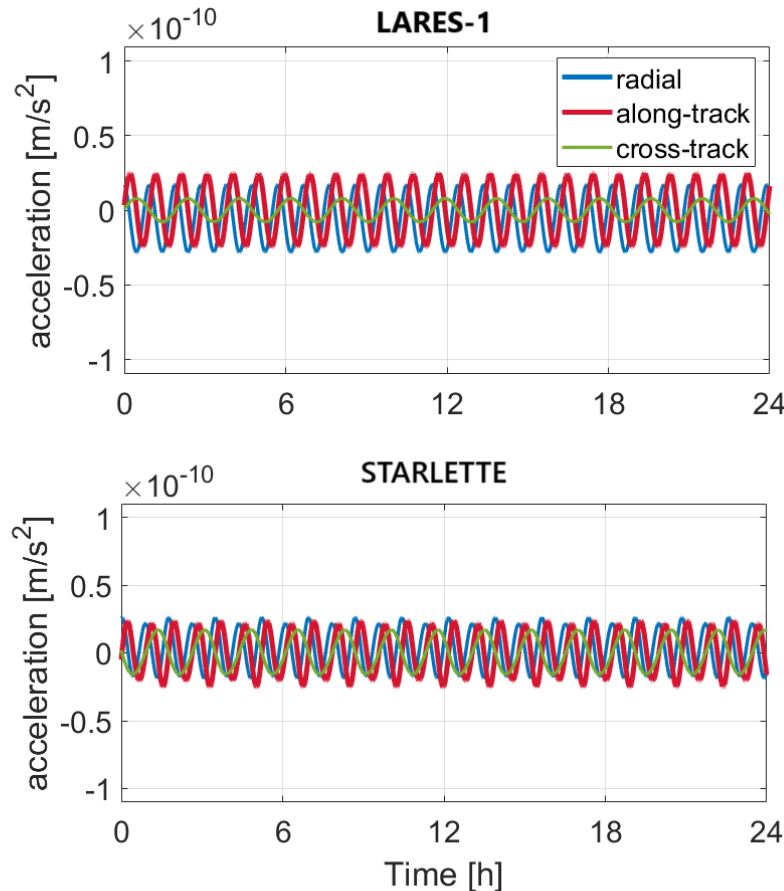 ×10⁻¹⁰
LARES-1
1
0.5
0
-0.5
-1
acceleration [m/s²]
radial
along-track
cross-track
0 6 12 18 24
×10⁻¹⁰
STARLETTE
1
0.5
0
-0.5
-1
acceleration [m/s²]
0 6 12 18 24
Time [h]